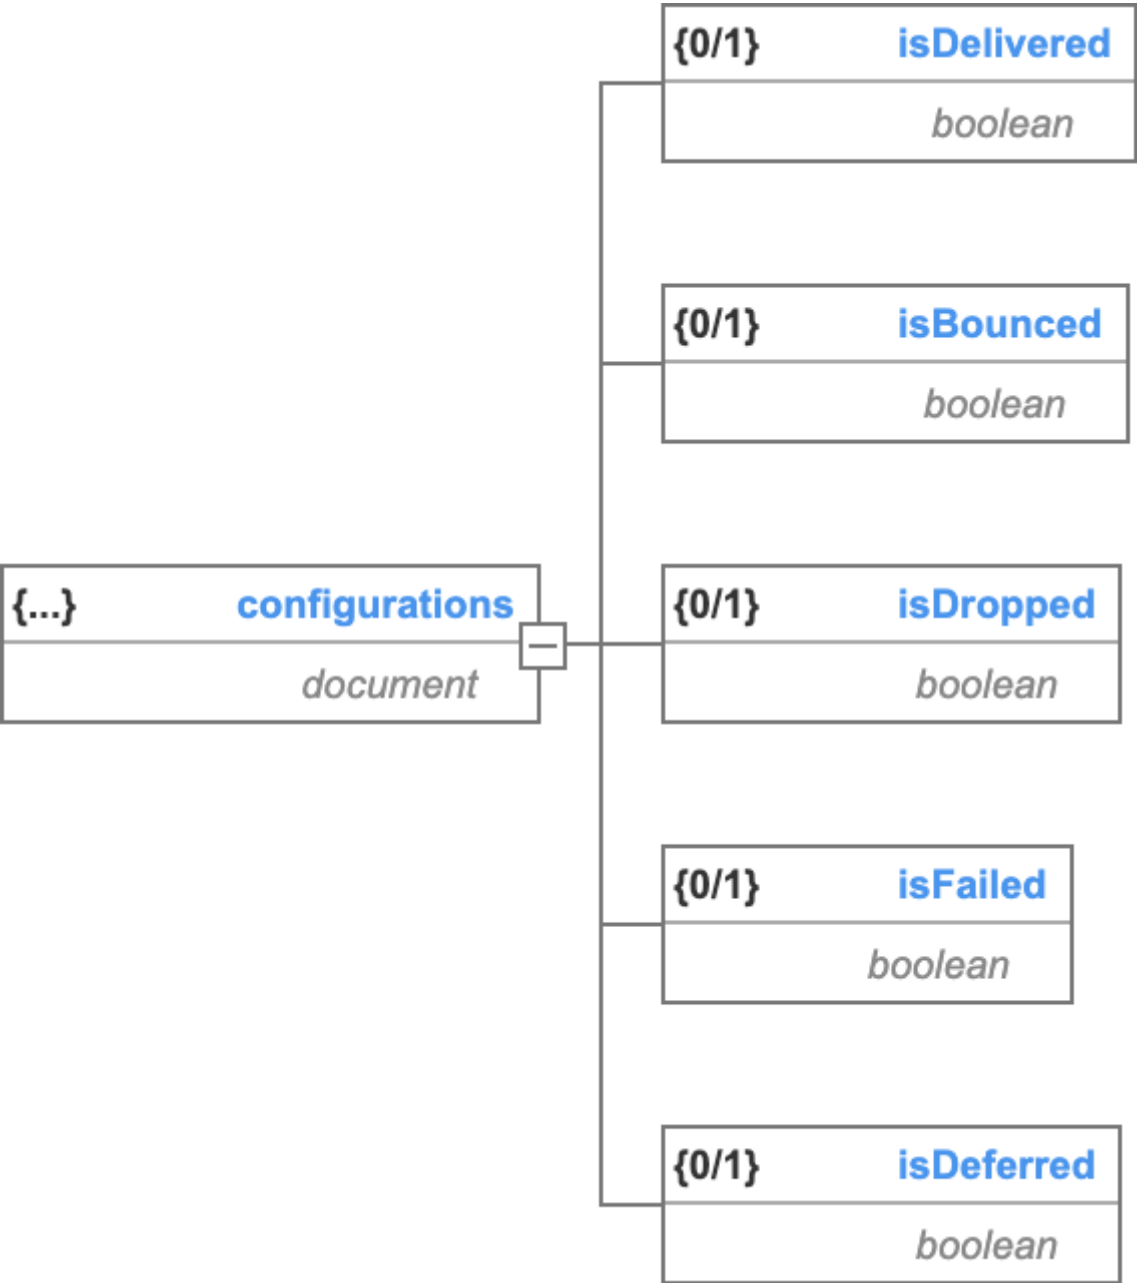 {0/1} isDelivered
boolean
{0/1} isBounced
boolean
{...} configurations
document
{0/1} isDropped
boolean
{0/1} isFailed
boolean
{0/1} isDeferred
boolean